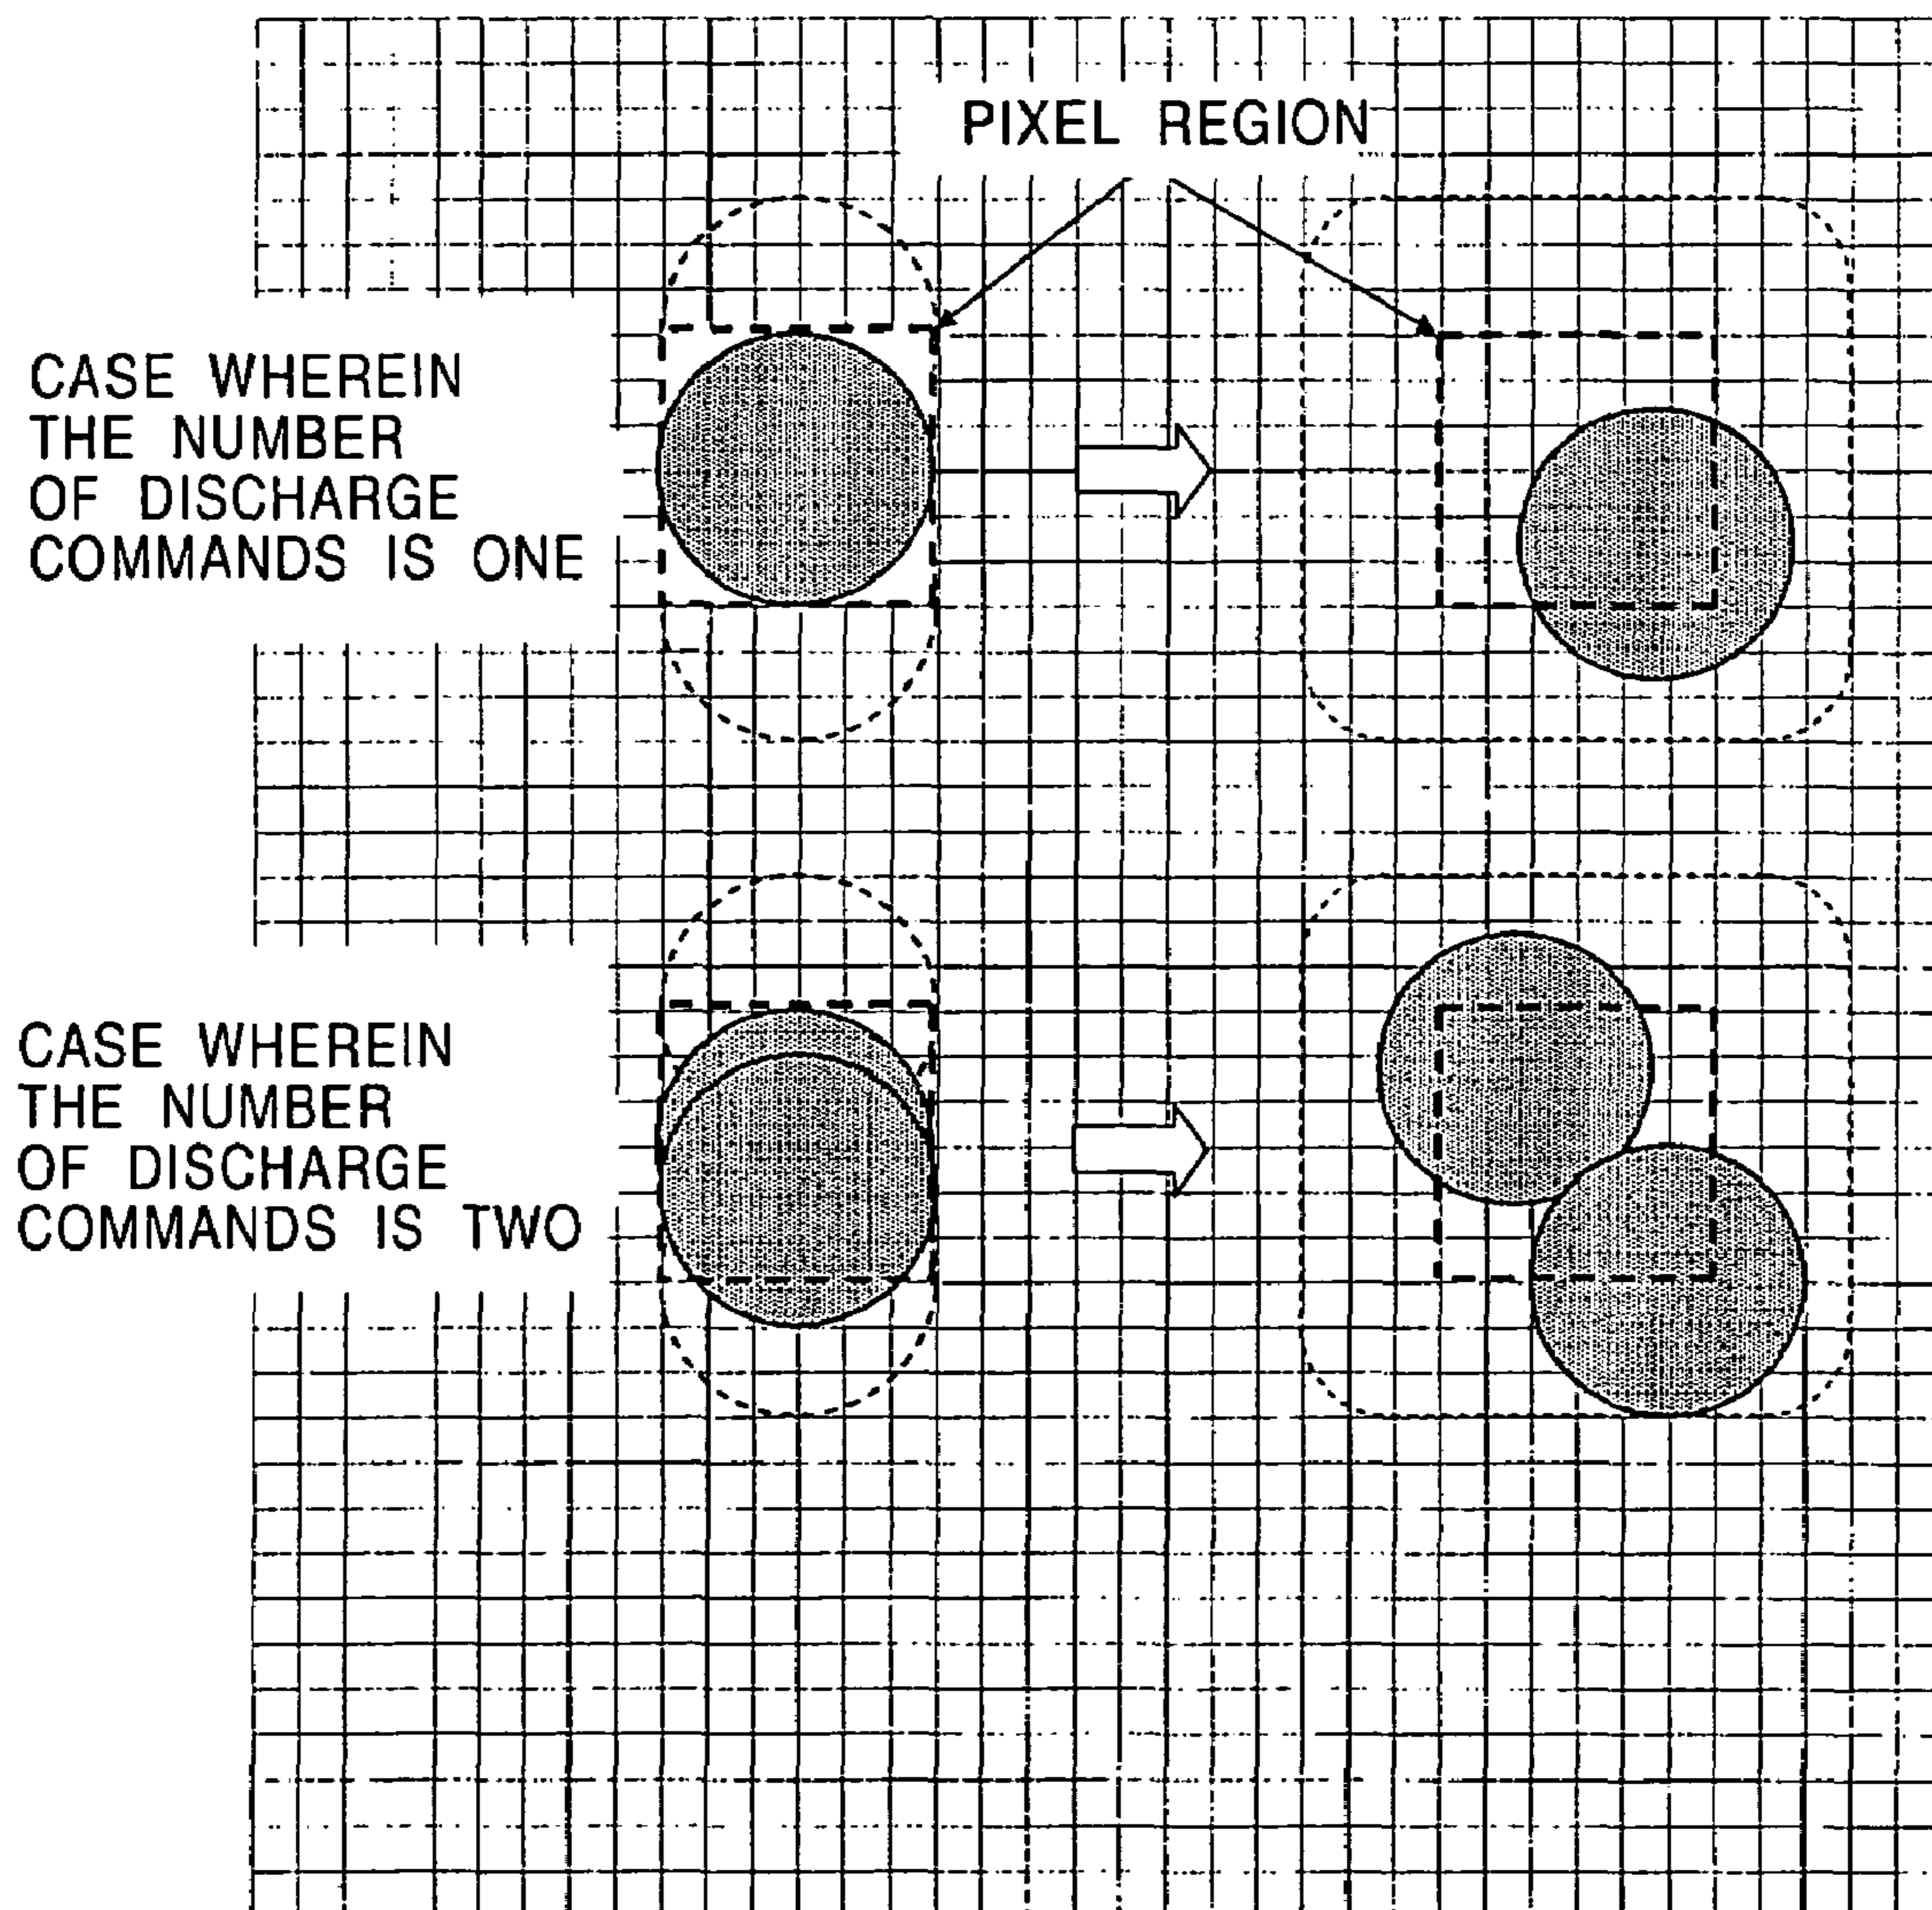 PIXEL REGION
CASE WHEREIN
THE NUMBER
OF DISCHARGE
COMMANDS IS ONE
CASE WHEREIN
THE NUMBER
OF DISCHARGE
COMMANDS IS TWO